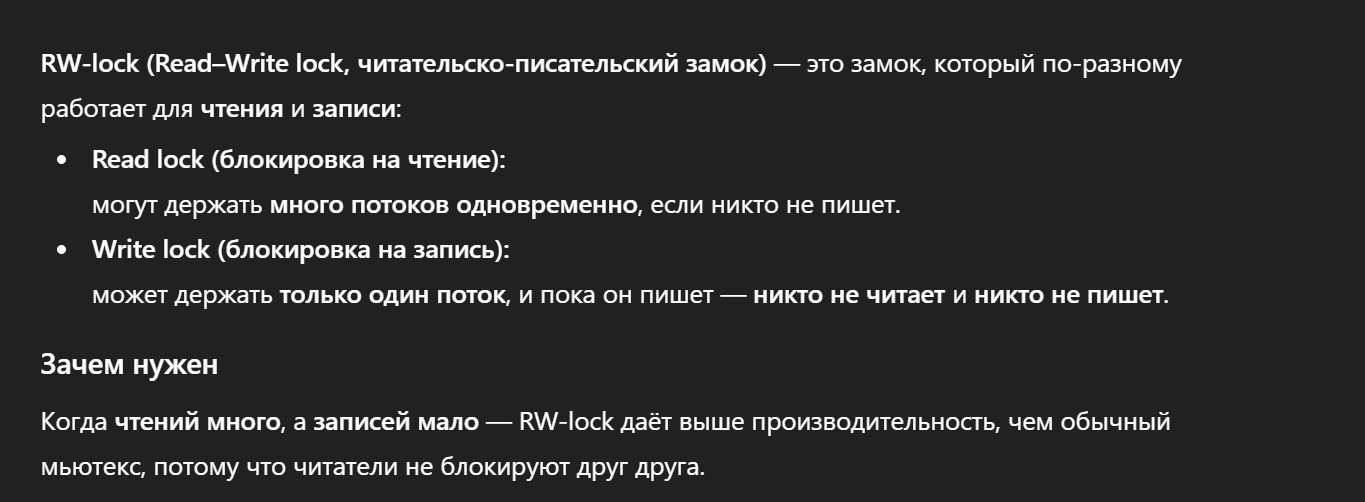 RW-lock (Read–Write lock, читательско-писательский замок) — это замок, который по-разному
работает для чтения и записи:
• Read lock (блокировка на чтение):
могут держать много потоков одновременно, если никто не пишет.
• Write lock (блокировка на запись):
может держать только один поток, и пока он пишет — никто не читает и никто не пишет.
Зачем нужен
Когда чтений много, а записей мало — RW-lock даёт выше производительность, чем обычный
мьютекс, потому что читатели не блокируют друг друга.